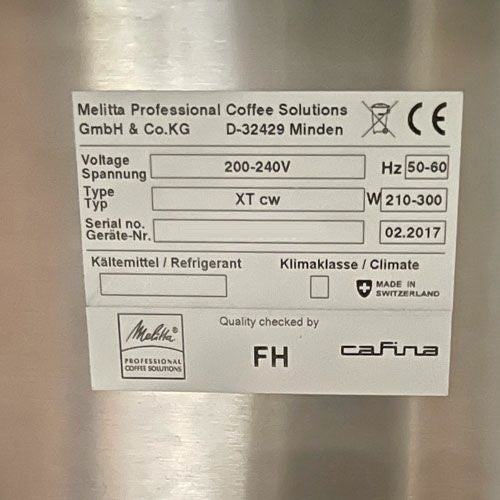 Melitta Professional Coffee Solutions
GmbH & Co.KG D-32429 Minden
CE
Voltage
Spannung 200-240V Hz 50-60
Type
Typ XT cw W 210-300
Serial no.
Geräte-Nr. 02.2017
Kältemittel / Refrigerant Klimaklasse / Climate
MADE IN
SWITZERLAND
Melitta®
PROFESSIONAL
COFFEE SOLUTIONS
Quality checked by
FH
cafina